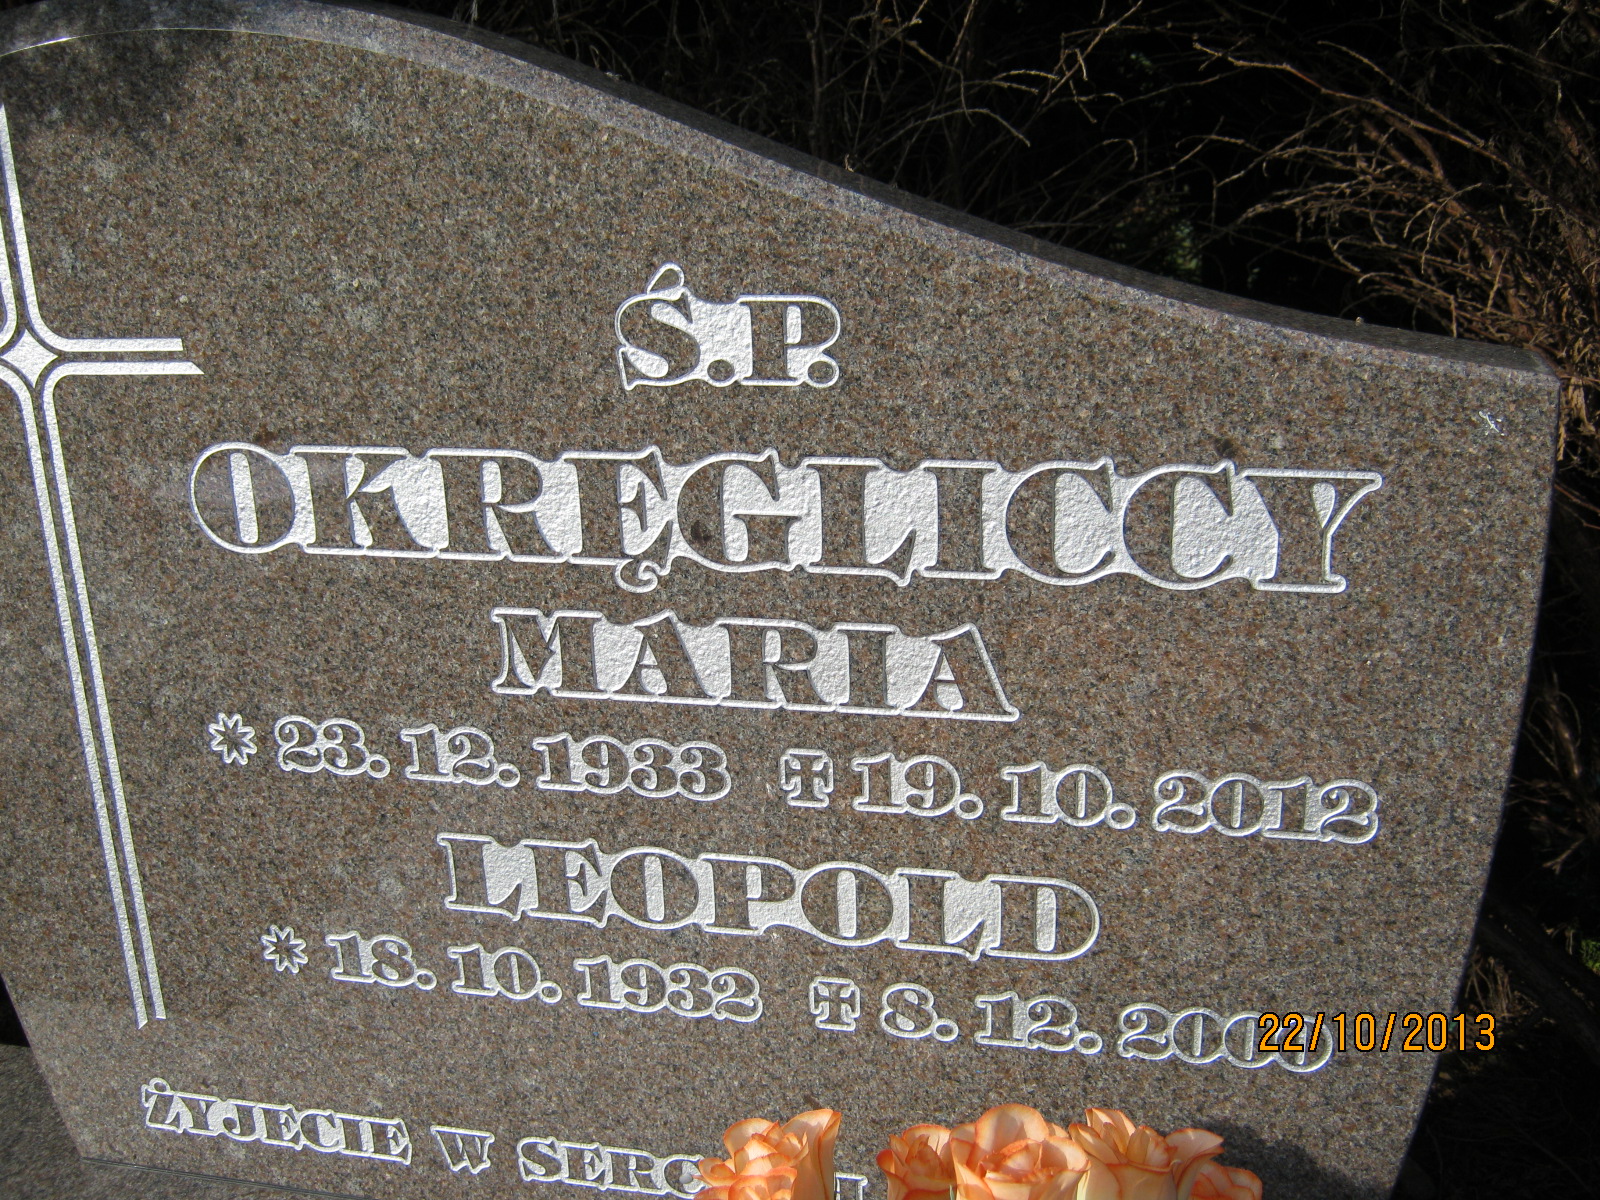 Ś.P.
OKRĘGLICCY
MARIA
* 23. 12. 1933 ✝ 19. 10. 2012
LEOPOLD
* 18. 10. 1932 ✝ 8. 12.
22/10/2013
ŻYJECIE W